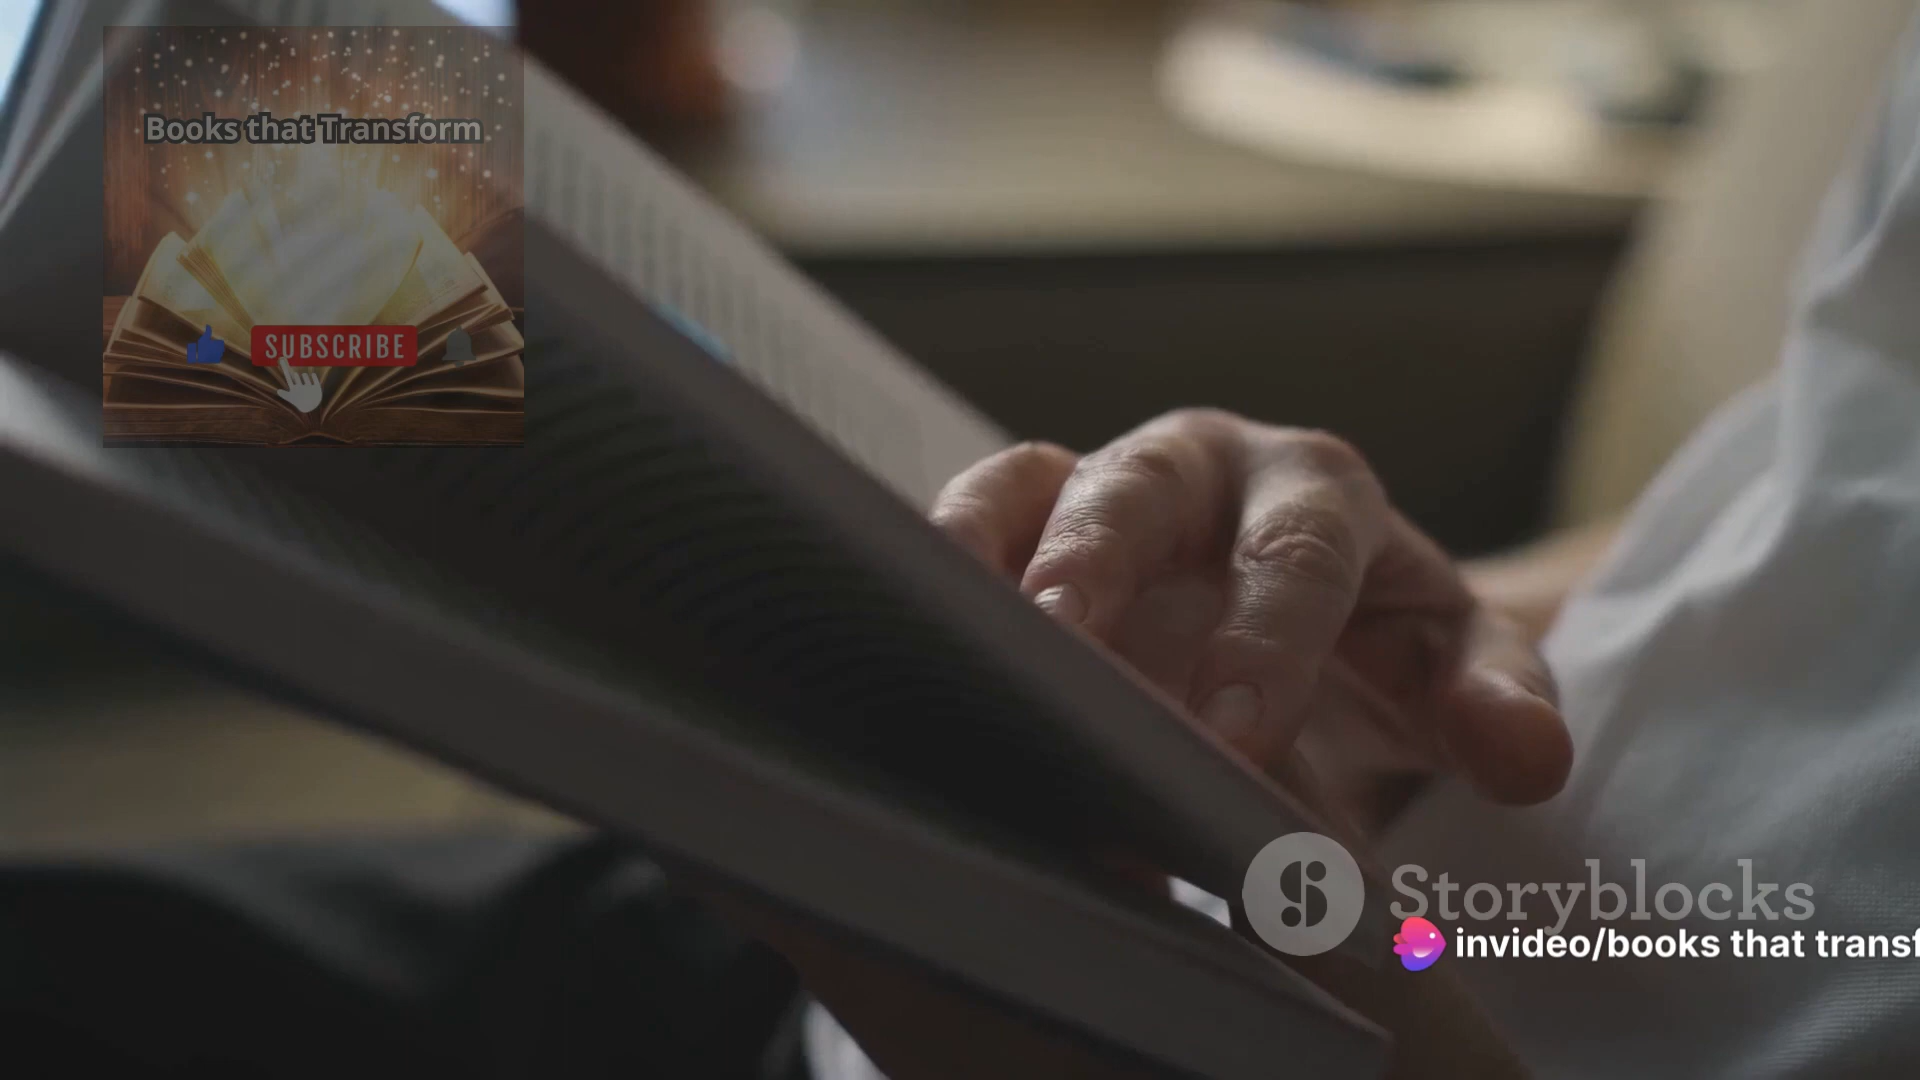 Books that Transform
SUBSCRIBE
Storyblocks
invideo/books that transf